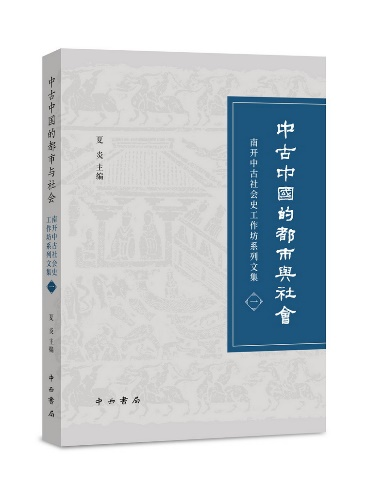 中古中国的都市与社会
南开中古社会史
工作坊系列文集
一
夏炎 主编
中西書局
中古中國的都市與社會
南开中古社会史工作坊系列文集 一
夏炎 主编